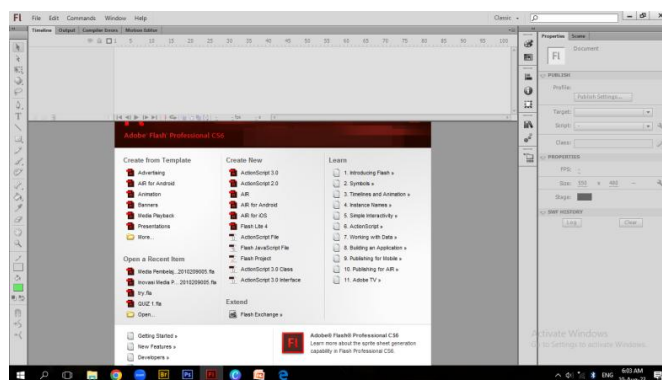 FL File Edit Commands Window Help
Classic
Timeline Output Compiler Errors Motion Editor
1 5 10 15 20 25 30 35 40 45 50 55 60 65 70 75 80 85 90 95 100
Properties Scene
Fl Document
PUBLISH
Profile:
Publish Settings...
Target:
Script:
Class:
PROPERTIES
FPS:
Size: 550 x 400
Stage:
SWF HISTORY
Log Clear
Adobe Flash Professional CS6
Create from Template
Advertising
AIR for Android
Animation
Banners
Media Playback
Presentations
More...
Open a Recent Item
Media Pembelaj...2010209005.fla
Inovasi Media P...2010209005.fla
try.fla
QUIZ 1.fla
Open...
Create New
ActionScript 3.0
ActionScript 2.0
AIR
AIR for Android
AIR for iOS
Flash Lite 4
ActionScript File
Flash JavaScript File
Flash Project
ActionScript 3.0 Class
ActionScript 3.0 Interface
Extend
Flash Exchange »
Learn
1. Introducing Flash »
2. Symbols »
3. Timelines and Animation »
4. Instance Names »
5. Simple Interactivity »
6. ActionScript »
7. Working with Data »
8. Building an Application »
9. Publishing for Mobile »
10. Publishing for AIR »
11. Adobe TV »
Getting Started »
New Features »
Developers »
Fl
Adobe® Flash® Professional CS6
Learn more about the sprite sheet generation
capability in Flash Professional CS6.
Activate Windows
Go to Settings to activate Windows.
Br Ps Fl
ENG 6:03 AM